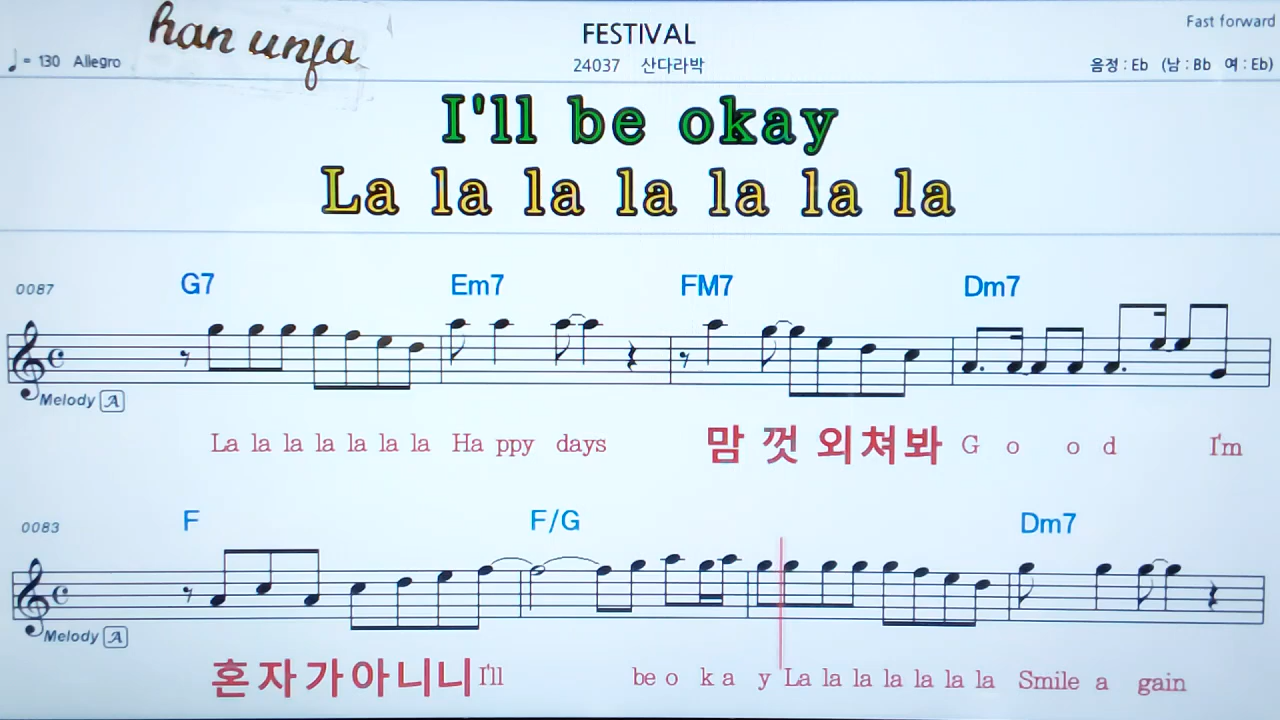 han unja
FESTIVAL
Fast forward
♩= 130 Allegro
24037 산다라박
음정 : Eb (남 : Bb 여 : Eb)
I'll be okay
La la la la la la la
0087
G7 Em7 FM7 Dm7
Melody A
La la la la la la la Ha ppy days 맘 껏 외쳐봐 G o o d I'm
0083
F F/G Dm7
Melody A
혼자가아니니 I'll be o k a y La la la la la la la Smile a gain